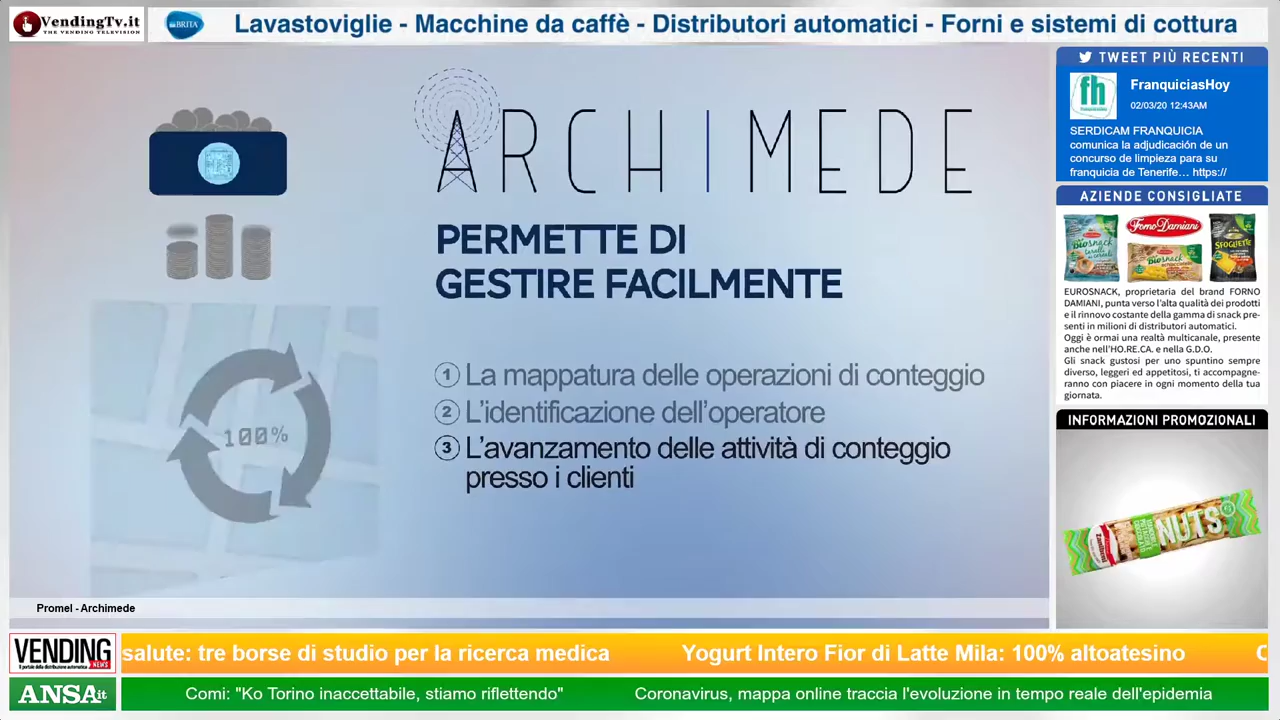 VendingTv.it
THE VENDING TELEVISION
BRITA
Lavastoviglie - Macchine da caffè - Distributori automatici - Forni e sistemi di cottura
ARCHIMEDE
PERMETTE DI
GESTIRE FACILMENTE
1 La mappatura delle operazioni di conteggio
2 L'identificazione dell'operatore
3 L'avanzamento delle attività di conteggio
presso i clienti
100%
Promel - Archimede
TWEET PIÙ RECENTI
fh
FranquiciasHoy
02/03/20 12:43AM
SERDICAM FRANQUICIA
comunica la adjudicación de un
concurso de limpieza para su
franquicia de Tenerife… https://
AZIENDE CONSIGLIATE
Forno Damiani
Biosnack
Biosnack
SFOGLIETTE
EUROSNACK, proprietaria del brand FORNO
DAMIANI, punta verso l'alta qualità dei prodotti
e il rinnovo costante della gamma di snack pre-
senti in milioni di distributori automatici.
Oggi è ormai una realtà multicanale, presente
anche nell'HO.RE.CA. e nella G.D.O.
Gli snack gustosi per uno spuntino sempre
diverso, leggeri ed appetitosi, ti accompagne-
ranno con piacere in ogni momento della tua
giornata.
INFORMAZIONI PROMOZIONALI
NUTS
VENDING
NEWS
Il portale della distribuzione automatica
salute: tre borse di studio per la ricerca medica
Yogurt Intero Fior di Latte Mila: 100% altoatesino
ANSA.it
Comi: "Ko Torino inaccettabile, stiamo riflettendo"
Coronavirus, mappa online traccia l'evoluzione in tempo reale dell'epidemia